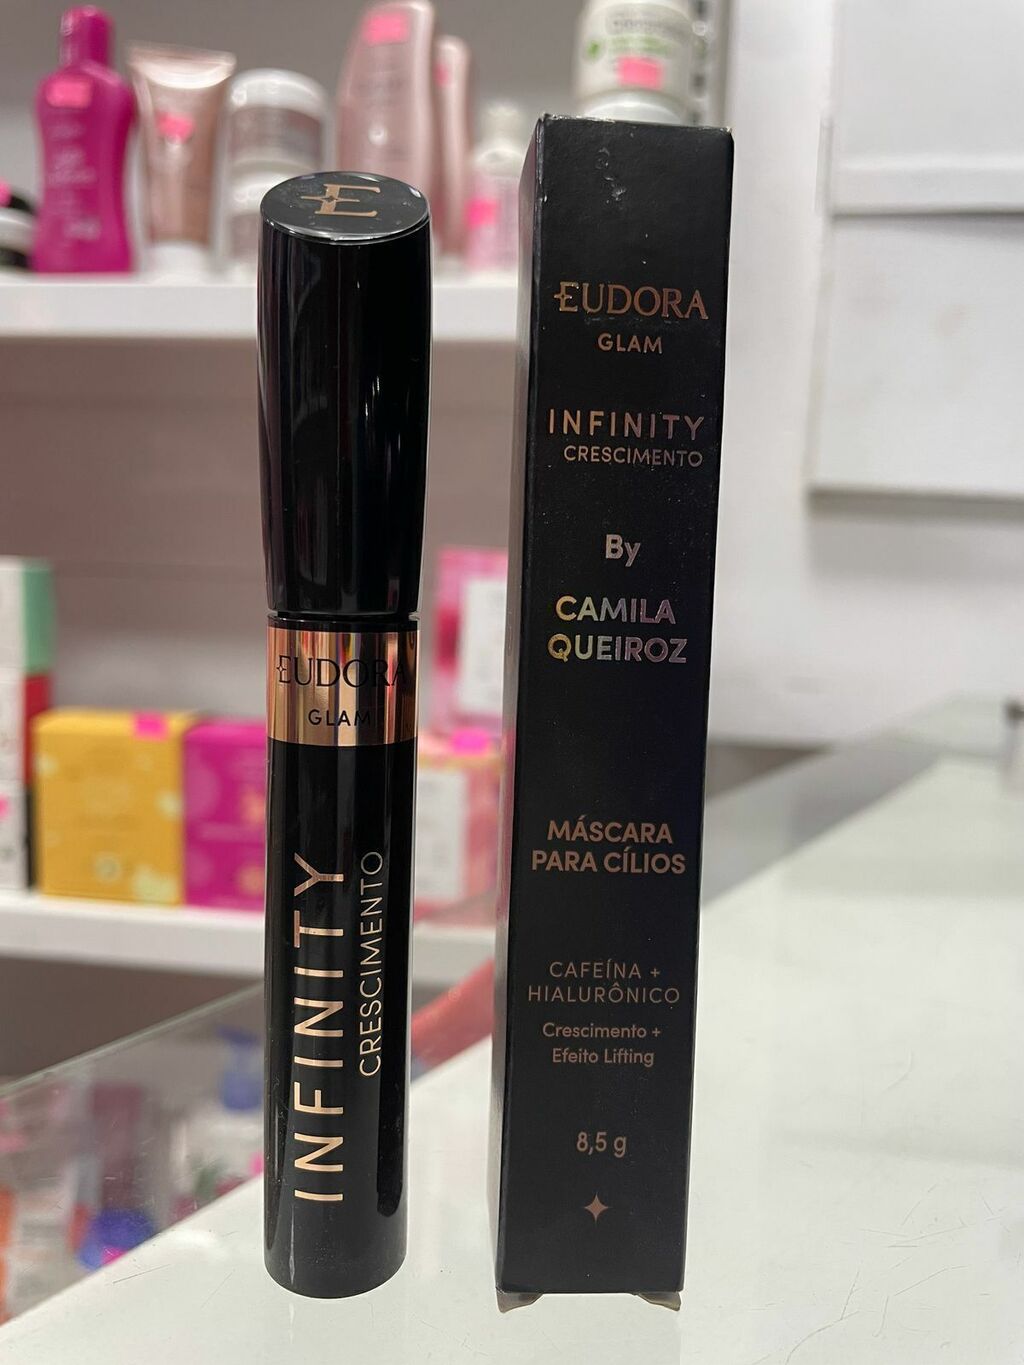 E
EUDORA
GLAM
INFINITY
CRESCIMENTO
EUDORA
GLAM
INFINITY
CRESCIMENTO
By
CAMILA
QUEIROZ
MÁSCARA
PARA CÍLIOS
CAFEÍNA +
HIALURÔNICO
Crescimento +
Efeito Lifting
8,5 g